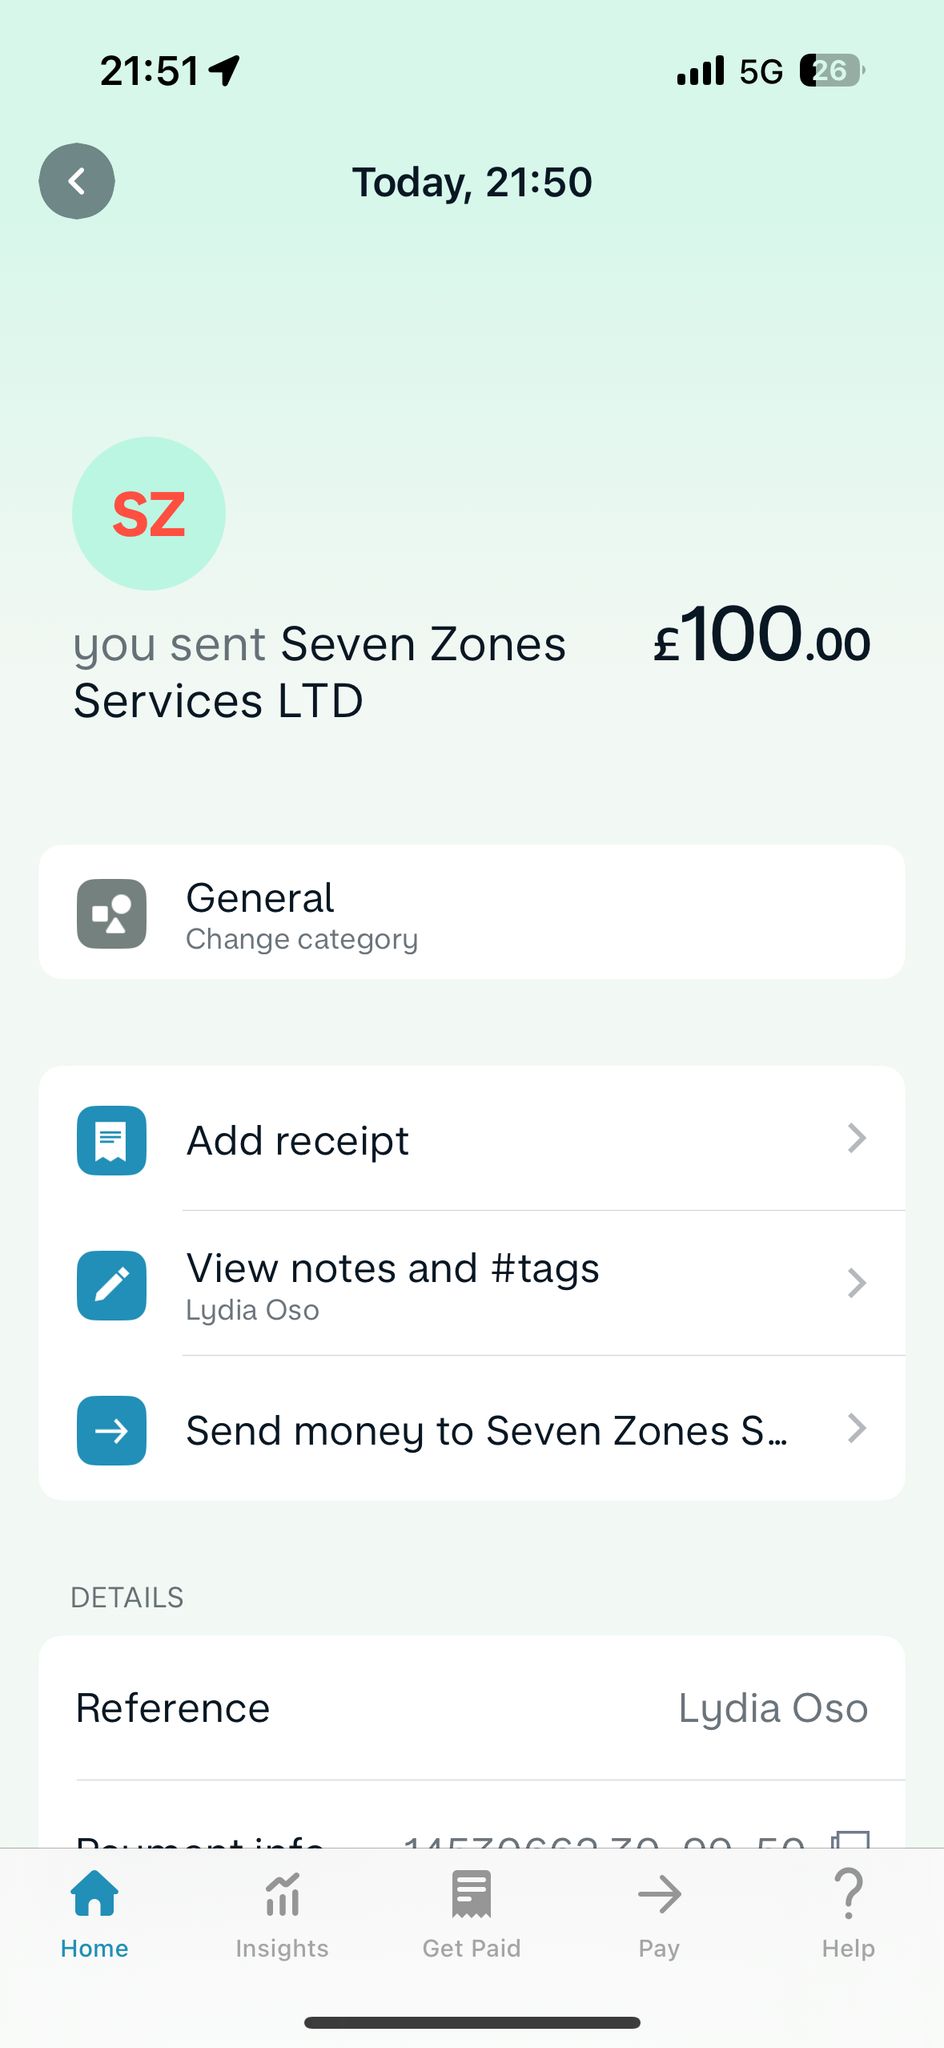 21:51
5G
26
Today, 21:50
SZ
you sent Seven Zones
Services LTD
£100.00
General
Change category
Add receipt
View notes and #tags
Lydia Oso
Send money to Seven Zones S...
DETAILS
Reference
Lydia Oso
Payment info
Home
Insights
Get Paid
Pay
Help